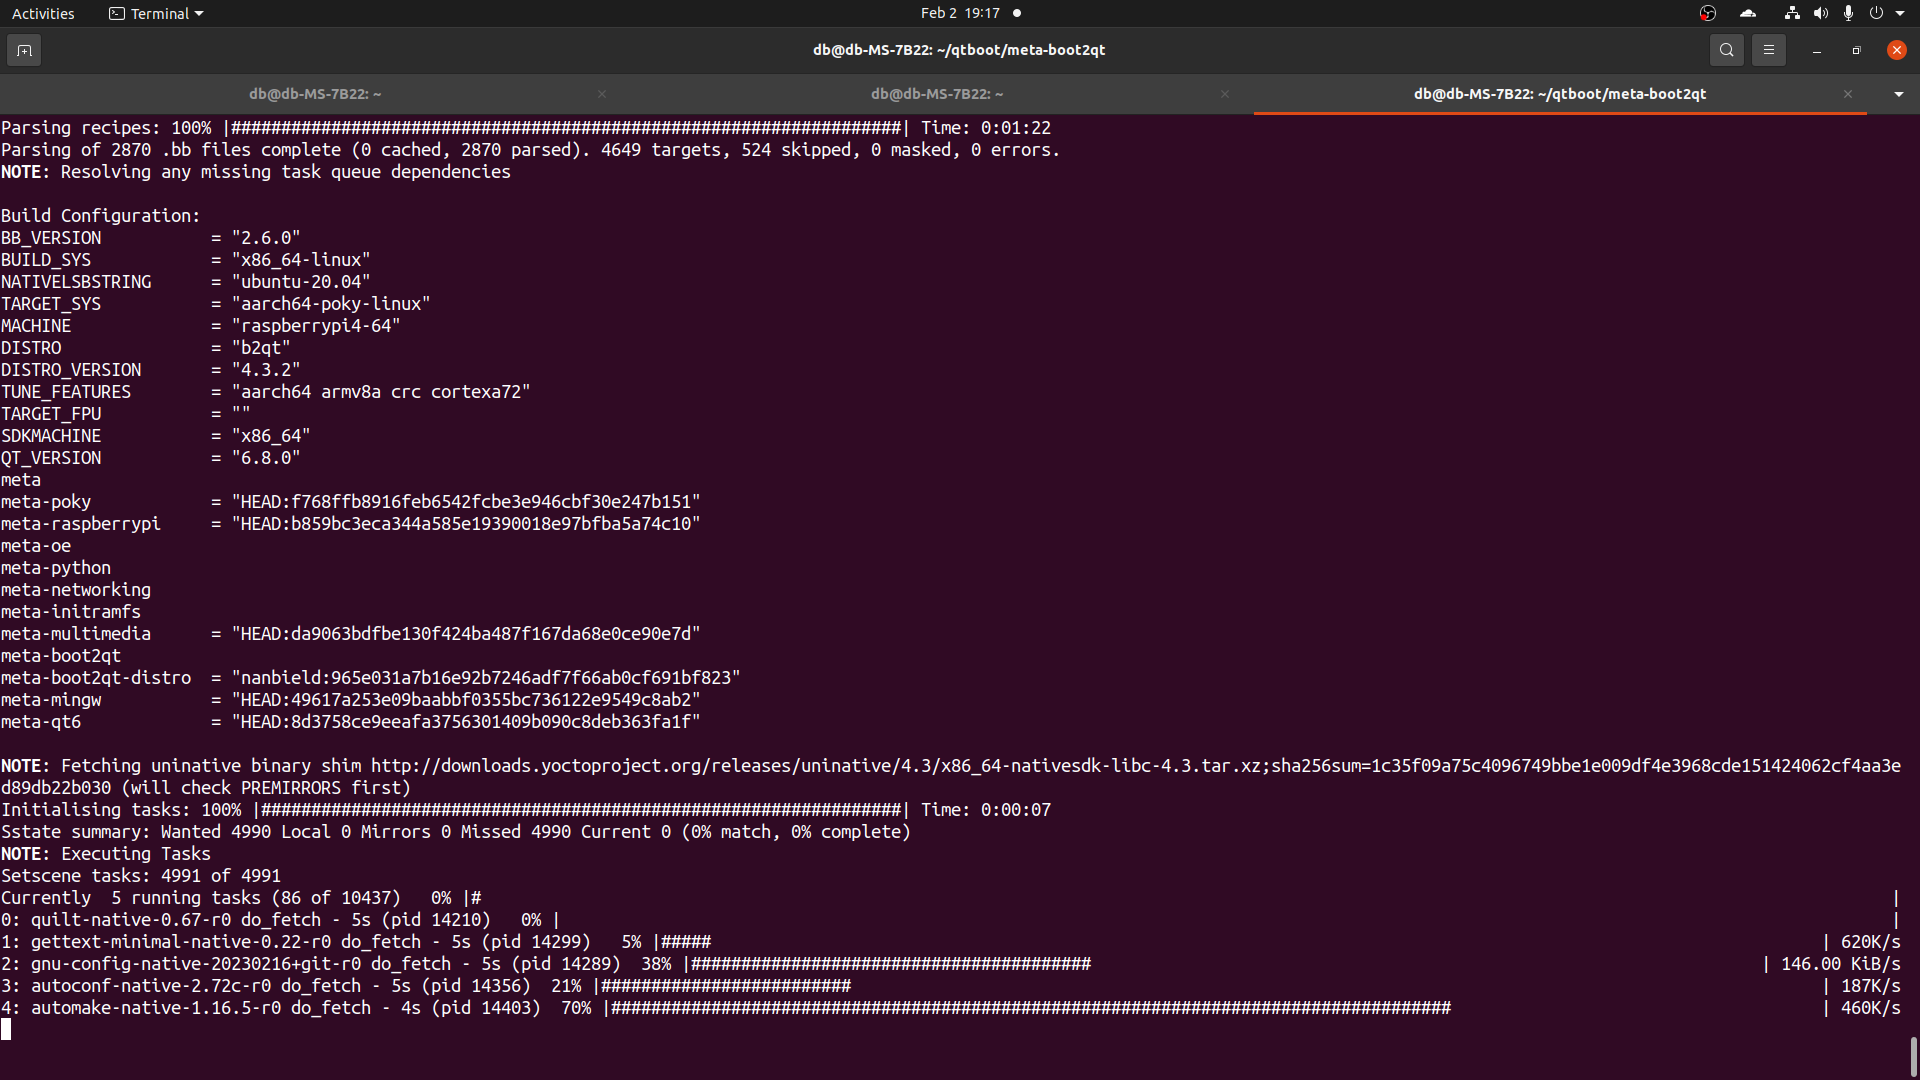 Activities
Terminal
Feb 2 19:17
db@db-MS-7B22: ~/qtboot/meta-boot2qt
db@db-MS-7B22: ~
db@db-MS-7B22: ~
db@db-MS-7B22: ~/qtboot/meta-boot2qt
Parsing recipes: 100% |###################################################################| Time: 0:01:22
Parsing of 2870 .bb files complete (0 cached, 2870 parsed). 4649 targets, 524 skipped, 0 masked, 0 errors.
NOTE: Resolving any missing task queue dependencies
Build Configuration:
BB_VERSION           = "2.6.0"
BUILD_SYS            = "x86_64-linux"
NATIVELSBSTRING      = "ubuntu-20.04"
TARGET_SYS           = "aarch64-poky-linux"
MACHINE              = "raspberrypi4-64"
DISTRO               = "b2qt"
DISTRO_VERSION       = "4.3.2"
TUNE_FEATURES        = "aarch64 armv8a crc cortexa72"
TARGET_FPU           = ""
SDKMACHINE           = "x86_64"
QT_VERSION           = "6.8.0"
meta
meta-poky            = "HEAD:f768ffb8916feb6542fcbe3e946cbf30e247b151"
meta-raspberrypi     = "HEAD:b859bc3eca344a585e19390018e97bfba5a74c10"
meta-oe
meta-python
meta-networking
meta-initramfs
meta-multimedia      = "HEAD:da9063bdfbe130f424ba487f167da68e0ce90e7d"
meta-boot2qt
meta-boot2qt-distro  = "nanbield:965e031a7b16e92b7246adf7f66ab0cf691bf823"
meta-mingw           = "HEAD:49617a253e09baabbf0355bc736122e9549c8ab2"
meta-qt6             = "HEAD:8d3758ce9eeafa3756301409b090c8deb363fa1f"
NOTE: Fetching uninative binary shim http://downloads.yoctoproject.org/releases/uninative/4.3/x86_64-nativesdk-libc-4.3.tar.xz;sha256sum=1c35f09a75c4096749bbe1e009df4e3968cde151424062cf4aa3e
d89db22b030 (will check PREMIRRORS first)
Initialising tasks: 100% |################################################################| Time: 0:00:07
Sstate summary: Wanted 4990 Local 0 Mirrors 0 Missed 4990 Current 0 (0% match, 0% complete)
NOTE: Executing Tasks
Setscene tasks: 4991 of 4991
Currently  5 running tasks (86 of 10437)   0% |# |
0: quilt-native-0.67-r0 do_fetch - 5s (pid 14210)   0% | |
1: gettext-minimal-native-0.22-r0 do_fetch - 5s (pid 14299)   5% |##### | 620K/s
2: gnu-config-native-20230216+git-r0 do_fetch - 5s (pid 14289)  38% |######################################## | 146.00 KiB/s
3: autoconf-native-2.72c-r0 do_fetch - 5s (pid 14356)  21% |######################### | 187K/s
4: automake-native-1.16.5-r0 do_fetch - 4s (pid 14403)  70% |#################################################################################### | 460K/s